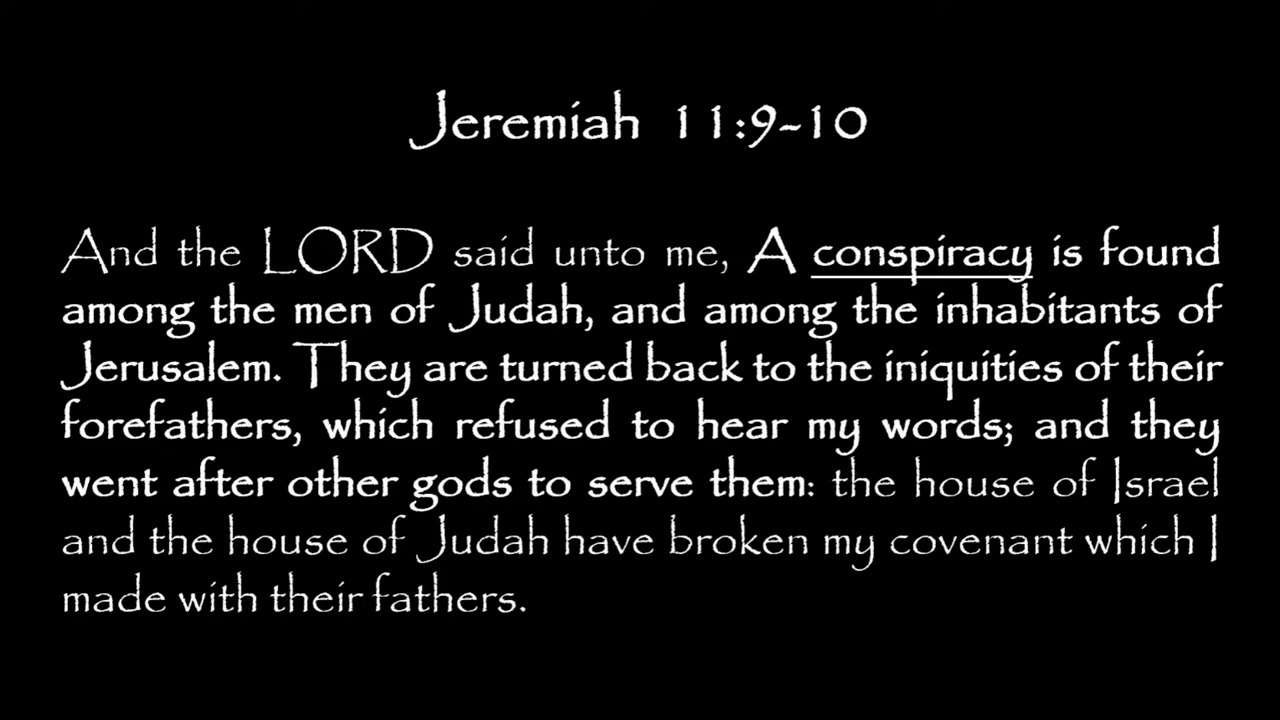 Jeremiah 11:9-10
And the LORD said unto me, A conspiracy is found
among the men of Judah, and among the inhabitants of
Jerusalem. They are turned back to the iniquities of their
forefathers, which refused to hear my words; and they
went after other gods to serve them: the house of Israel
and the house of Judah have broken my covenant which I
made with their fathers.